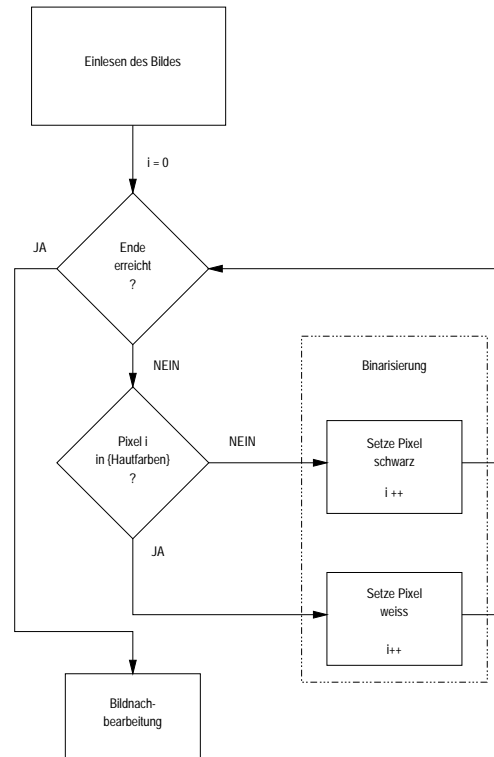 Einlesen des Bildes
i = 0
JA
Ende
erreicht
?
NEIN
Binarisierung
Pixel i
in {Hautfarben}
?
NEIN
Setze Pixel
schwarz
i ++
JA
Setze Pixel
weiss
i++
Bildnach-
bearbeitung